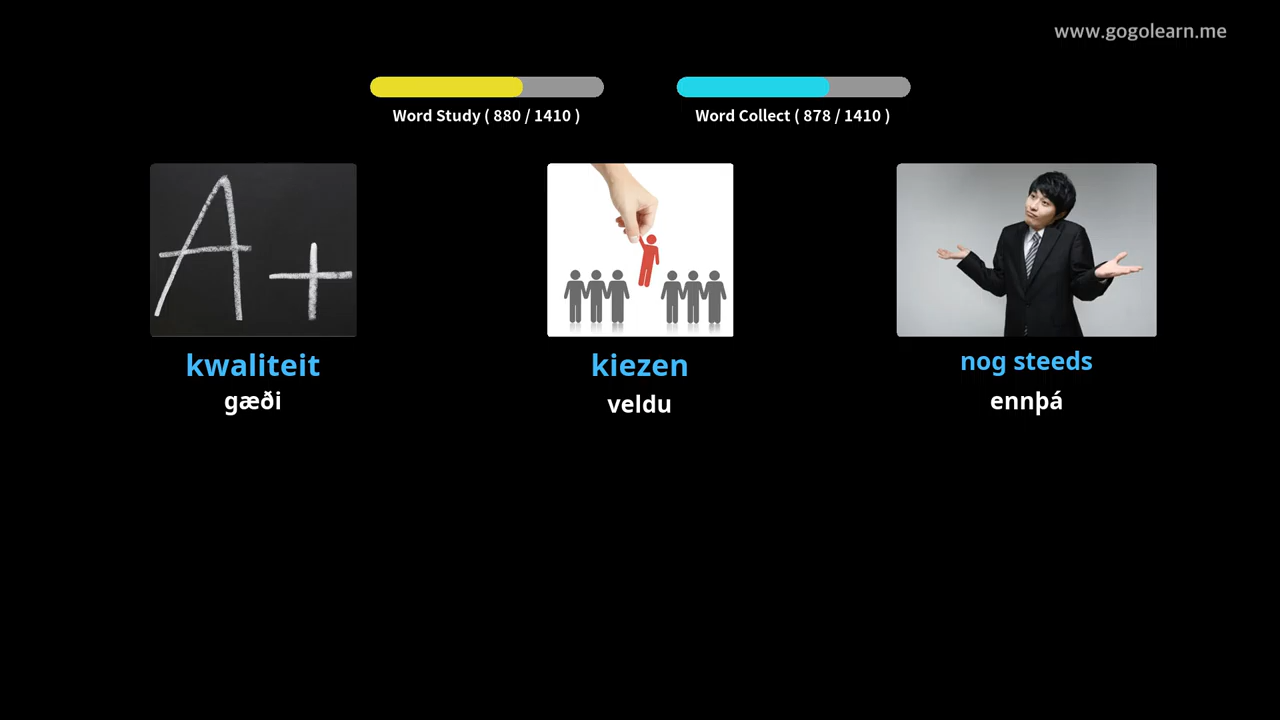 www.gogolearn.me
Word Study ( 880 / 1410 )
Word Collect ( 878 / 1410 )
A+
kwaliteit
kiezen
nog steeds
gæði
veldu
ennþá